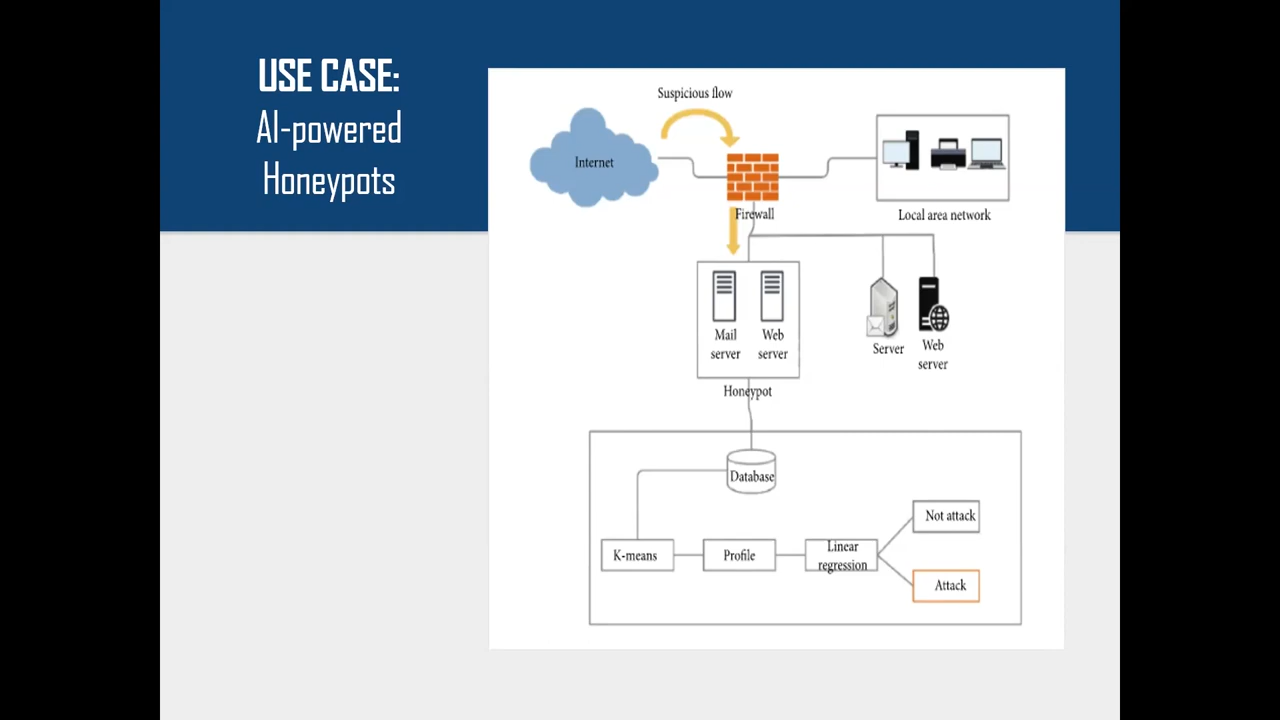 USE CASE:
AI-powered
Honeypots
Suspicious flow
Internet
Firewall
Local area network
Mail
server
Web
server
Server
Web
server
Honeypot
Database
K-means
Profile
Linear
regression
Not attack
Attack